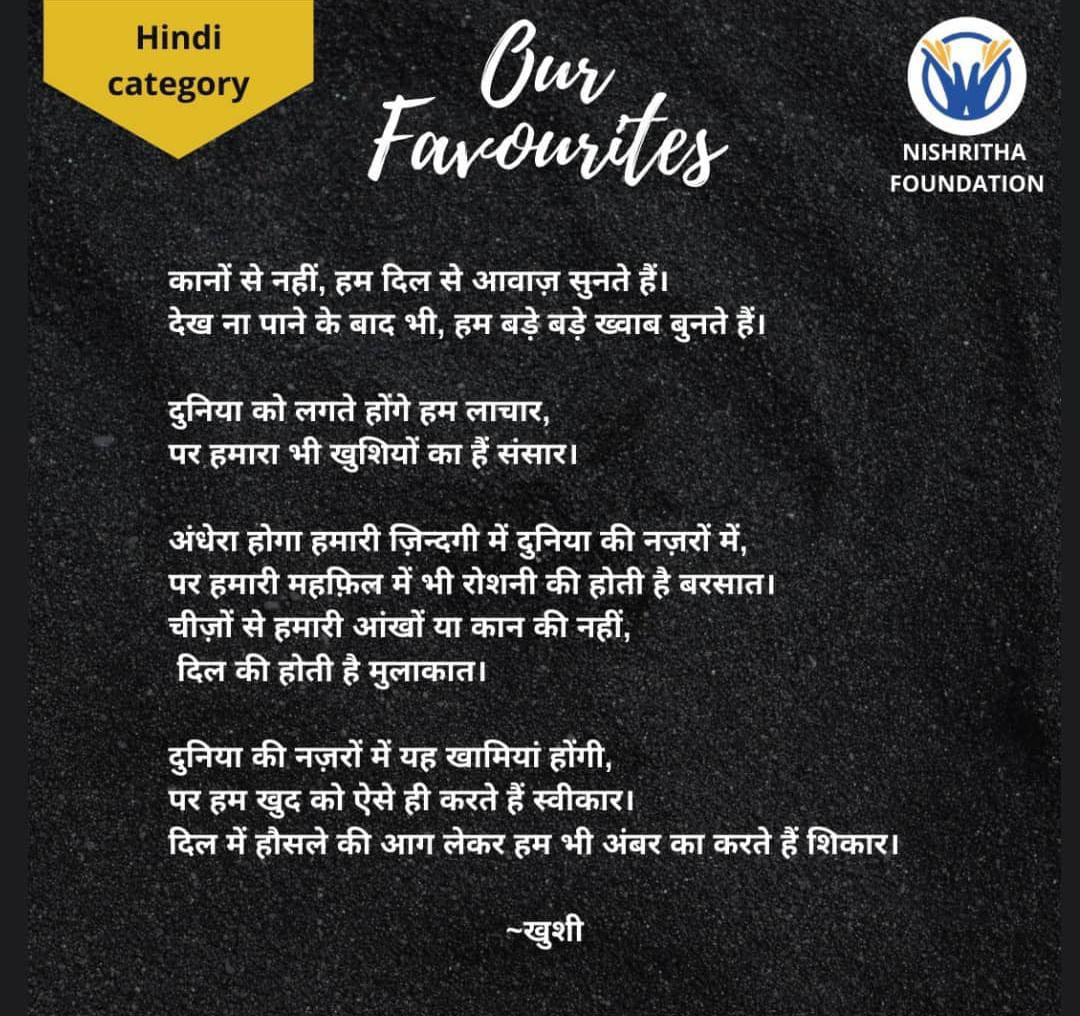 Hindi
category
Our
Favourites
NISHRITHA
FOUNDATION
कानों से नहीं, हम दिल से आवाज़ सुनते हैं।
देख ना पाने के बाद भी, हम बड़े बड़े ख्वाब बुनते हैं।
दुनिया को लगते होंगे हम लाचार,
पर हमारा भी खुशियों का हैं संसार।
अंधेरा होगा हमारी ज़िन्दगी में दुनिया की नज़रों में,
पर हमारी महफ़िल में भी रोशनी की होती है बरसात।
चीज़ों से हमारी आंखों या कान की नहीं,
दिल की होती है मुलाकात।
दुनिया की नज़रों में यह खामियां होंगी,
पर हम खुद को ऐसे ही करते हैं स्वीकार।
दिल में हौसले की आग लेकर हम भी अंबर का करते हैं शिकार।
~खुशी